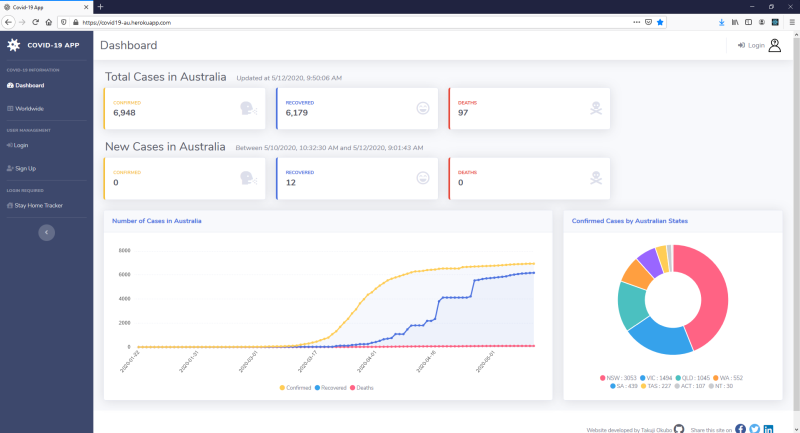 Covid-19 App
https://covid19-au.herokuapp.com
COVID-19 APP
Dashboard
Login
COVID-19 INFORMATION
Dashboard
Worldwide
USER MANAGEMENT
Login
Sign Up
LOGIN REQUIRED
Stay Home Tracker
Total Cases in Australia Updated at 5/12/2020, 9:50:06 AM
CONFIRMED
6,948
RECOVERED
6,179
DEATHS
97
New Cases in Australia Between 5/10/2020, 10:32:30 AM and 5/12/2020, 9:01:43 AM
CONFIRMED
0
RECOVERED
12
DEATHS
0
Number of Cases in Australia
8000
6000
4000
2000
0
2020-01-22
2020-01-31
2020-03-01
2020-03-17
2020-04-01
2020-04-16
2020-05-01
Confirmed Recovered Deaths
Confirmed Cases by Australian States
NSW : 3053 VIC : 1494 QLD : 1045 WA : 552
SA : 439 TAS : 227 ACT : 107 NT : 30
Website developed by Takuji Okubo Share this site on